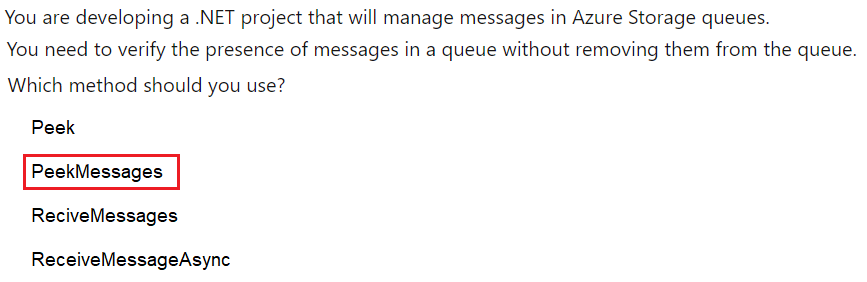 You are developing a .NET project that will manage messages in Azure Storage queues.
You need to verify the presence of messages in a queue without removing them from the queue.
Which method should you use?
Peek
PeekMessages
ReciveMessages
ReceiveMessageAsync